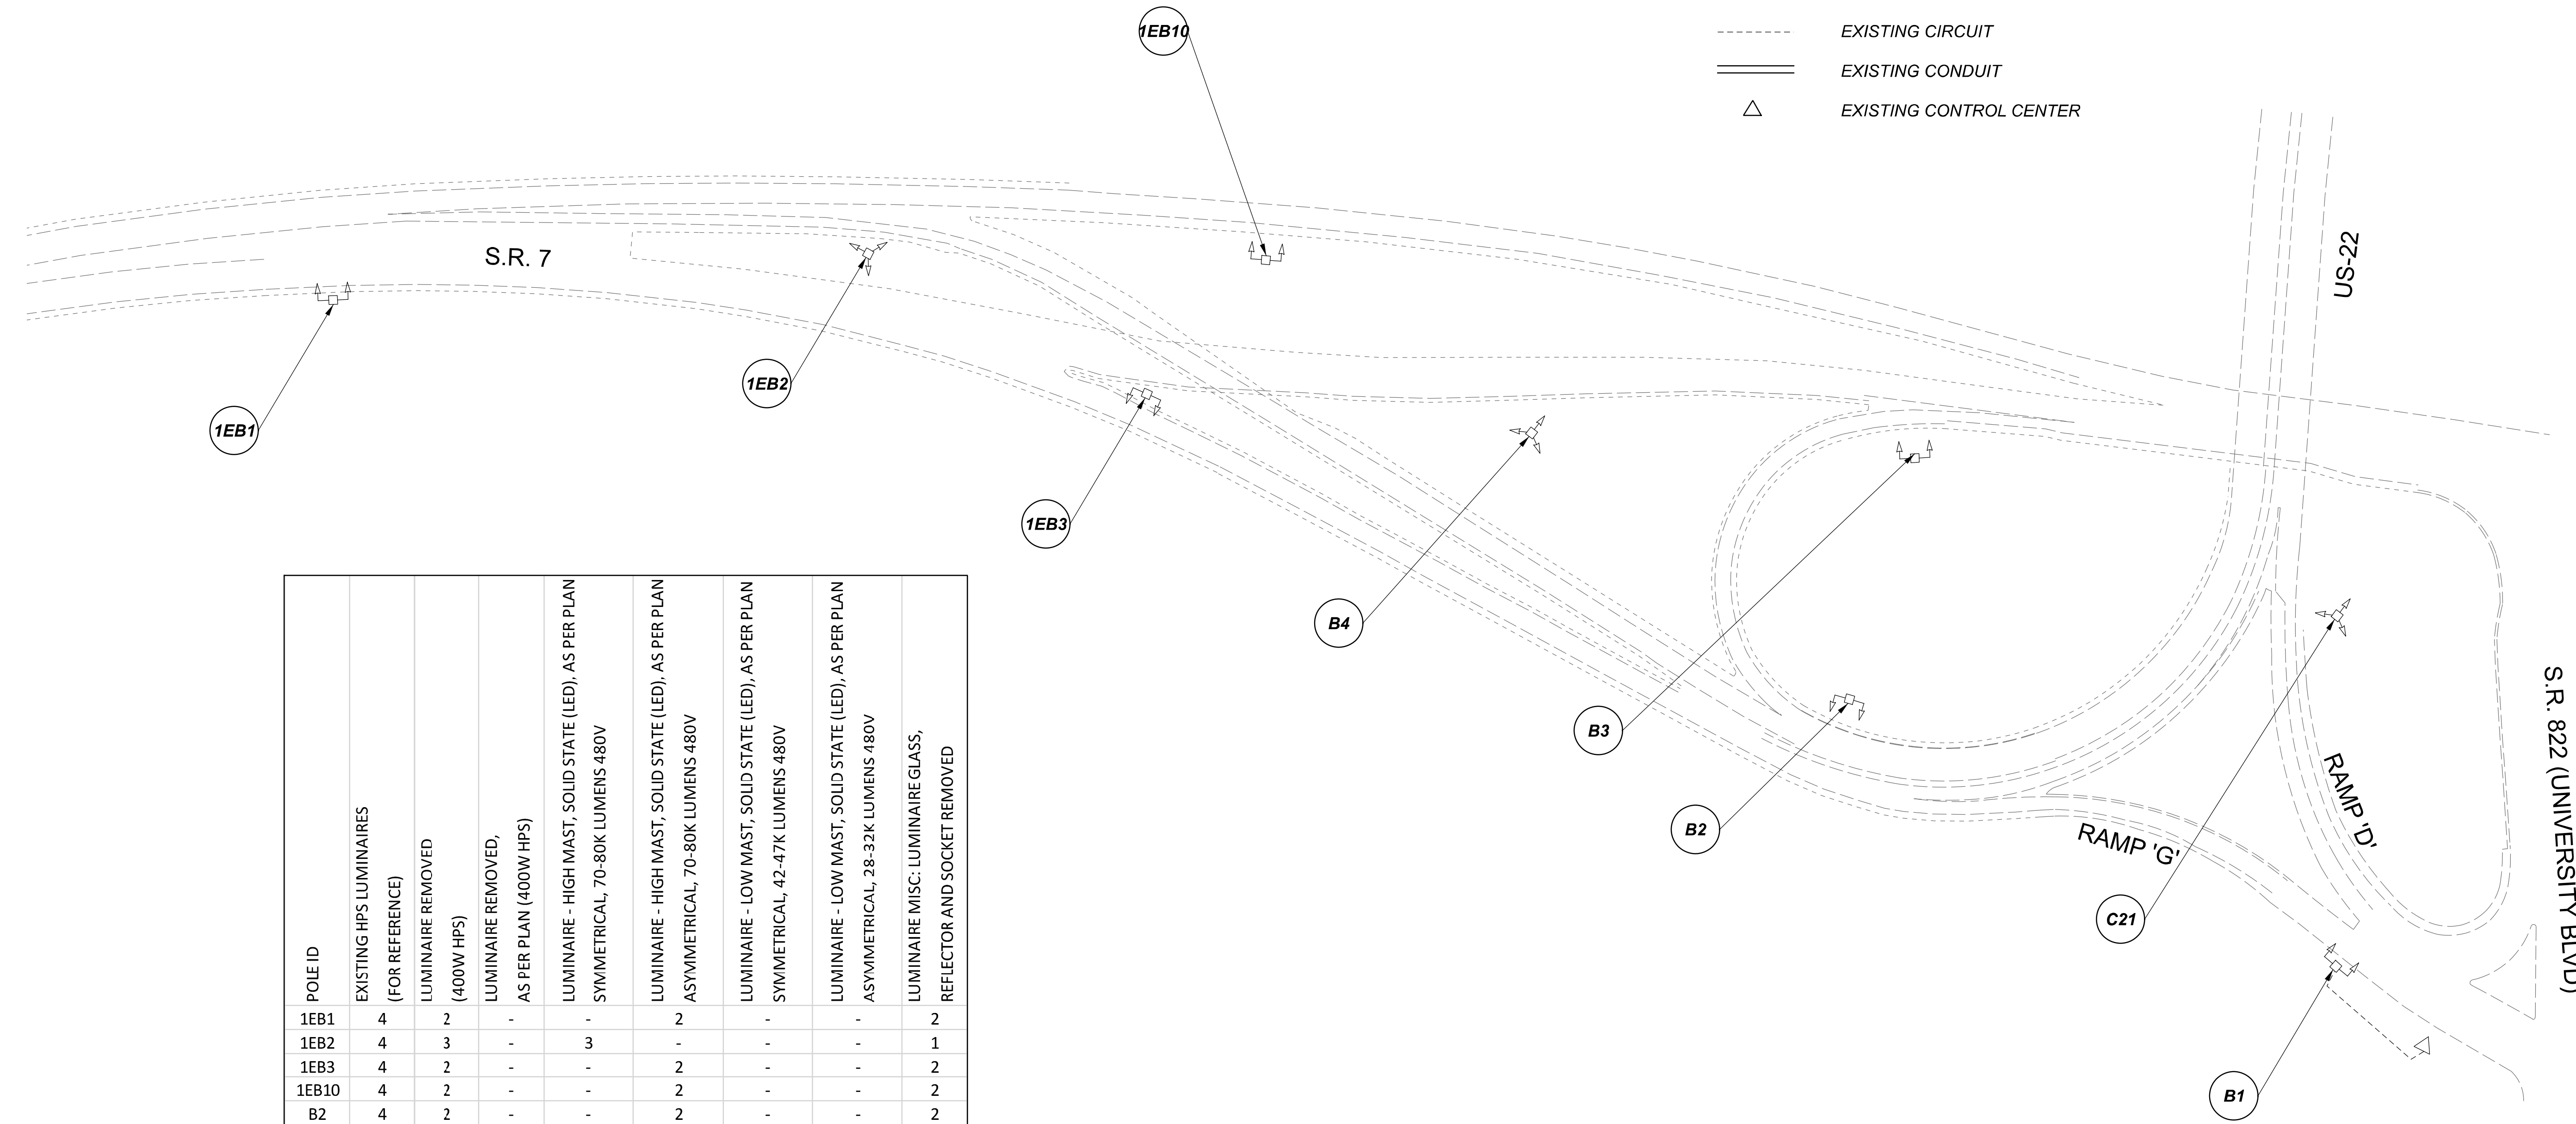 1EB10
EXISTING CIRCUIT
EXISTING CONDUIT
EXISTING CONTROL CENTER
S.R. 7
US-22
1EB1
1EB2
1EB3
B4
B3
B2
C21
B1
RAMP 'G'
RAMP 'D'
S.R. 822 (UNIVERSITY BLVD)
POLE ID
EXISTING HPS LUMINAIRES
(FOR REFERENCE)
LUMINAIRE REMOVED
(400W HPS)
LUMINAIRE REMOVED,
AS PER PLAN (400W HPS)
LUMINAIRE - HIGH MAST, SOLID STATE (LED), AS PER PLAN
SYMMETRICAL, 70-80K LUMENS 480V
LUMINAIRE - HIGH MAST, SOLID STATE (LED), AS PER PLAN
ASYMMETRICAL, 70-80K LUMENS 480V
LUMINAIRE - LOW MAST, SOLID STATE (LED), AS PER PLAN
SYMMETRICAL, 42-47K LUMENS 480V
LUMINAIRE - LOW MAST, SOLID STATE (LED), AS PER PLAN
ASYMMETRICAL, 28-32K LUMENS 480V
LUMINAIRE MISC: LUMINAIRE GLASS,
REFLECTOR AND SOCKET REMOVED
1EB1 4 2 - - 2 - - 2
1EB2 4 3 - 3 - - - 1
1EB3 4 2 - - 2 - - 2
1EB10 4 2 - - 2 - - 2
B2 4 2 - - 2 - - 2